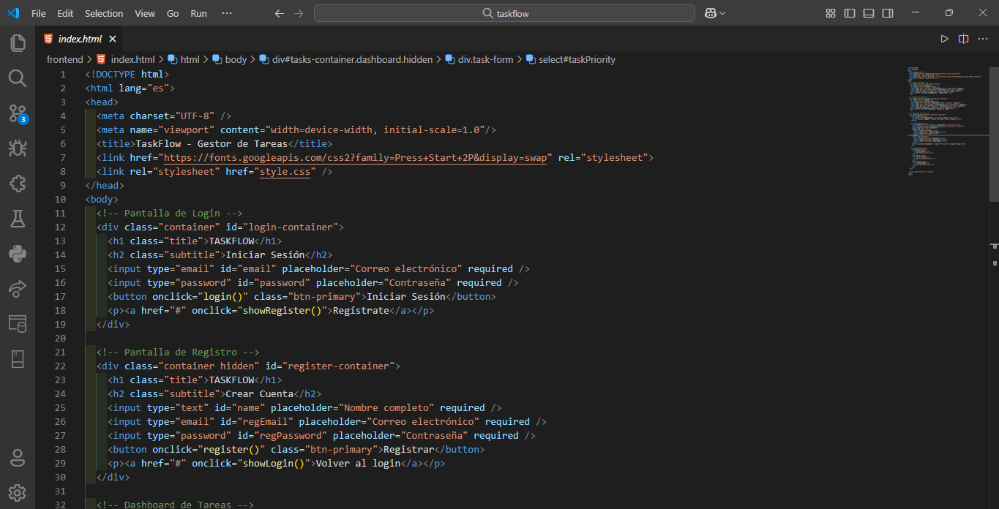 File Edit Selection View Go Run ··· taskflow
index.html
frontend > index.html > html > body > div#tasks-container.dashboard.hidden > div.task-form > select#taskPriority
1 <!DOCTYPE html>
2 <html lang="es">
3 <head>
4 <meta charset="UTF-8" />
5 <meta name="viewport" content="width=device-width, initial-scale=1.0"/>
6 <title>TaskFlow - Gestor de Tareas</title>
7 <link href="https://fonts.googleapis.com/css2?family=Press+Start+2P&display=swap" rel="stylesheet">
8 <link rel="stylesheet" href="style.css" />
9 </head>
10 <body>
11 <!-- Pantalla de Login -->
12 <div class="container" id="login-container">
13 <h1 class="title">TASKFLOW</h1>
14 <h2 class="subtitle">Iniciar Sesión</h2>
15 <input type="email" id="email" placeholder="Correo electrónico" required />
16 <input type="password" id="password" placeholder="Contraseña" required />
17 <button onclick="login()" class="btn-primary">Iniciar Sesión</button>
18 <p><a href="#" onclick="showRegister()">Regístrate</a></p>
19 </div>
20
21 <!-- Pantalla de Registro -->
22 <div class="container hidden" id="register-container">
23 <h1 class="title">TASKFLOW</h1>
24 <h2 class="subtitle">Crear Cuenta</h2>
25 <input type="text" id="name" placeholder="Nombre completo" required />
26 <input type="email" id="regEmail" placeholder="Correo electrónico" required />
27 <input type="password" id="regPassword" placeholder="Contraseña" required />
28 <button onclick="register()" class="btn-primary">Registrar</button>
29 <p><a href="#" onclick="showLogin()">Volver al login</a></p>
30 </div>
31
32 <!-- Dashboard de Tareas -->
3